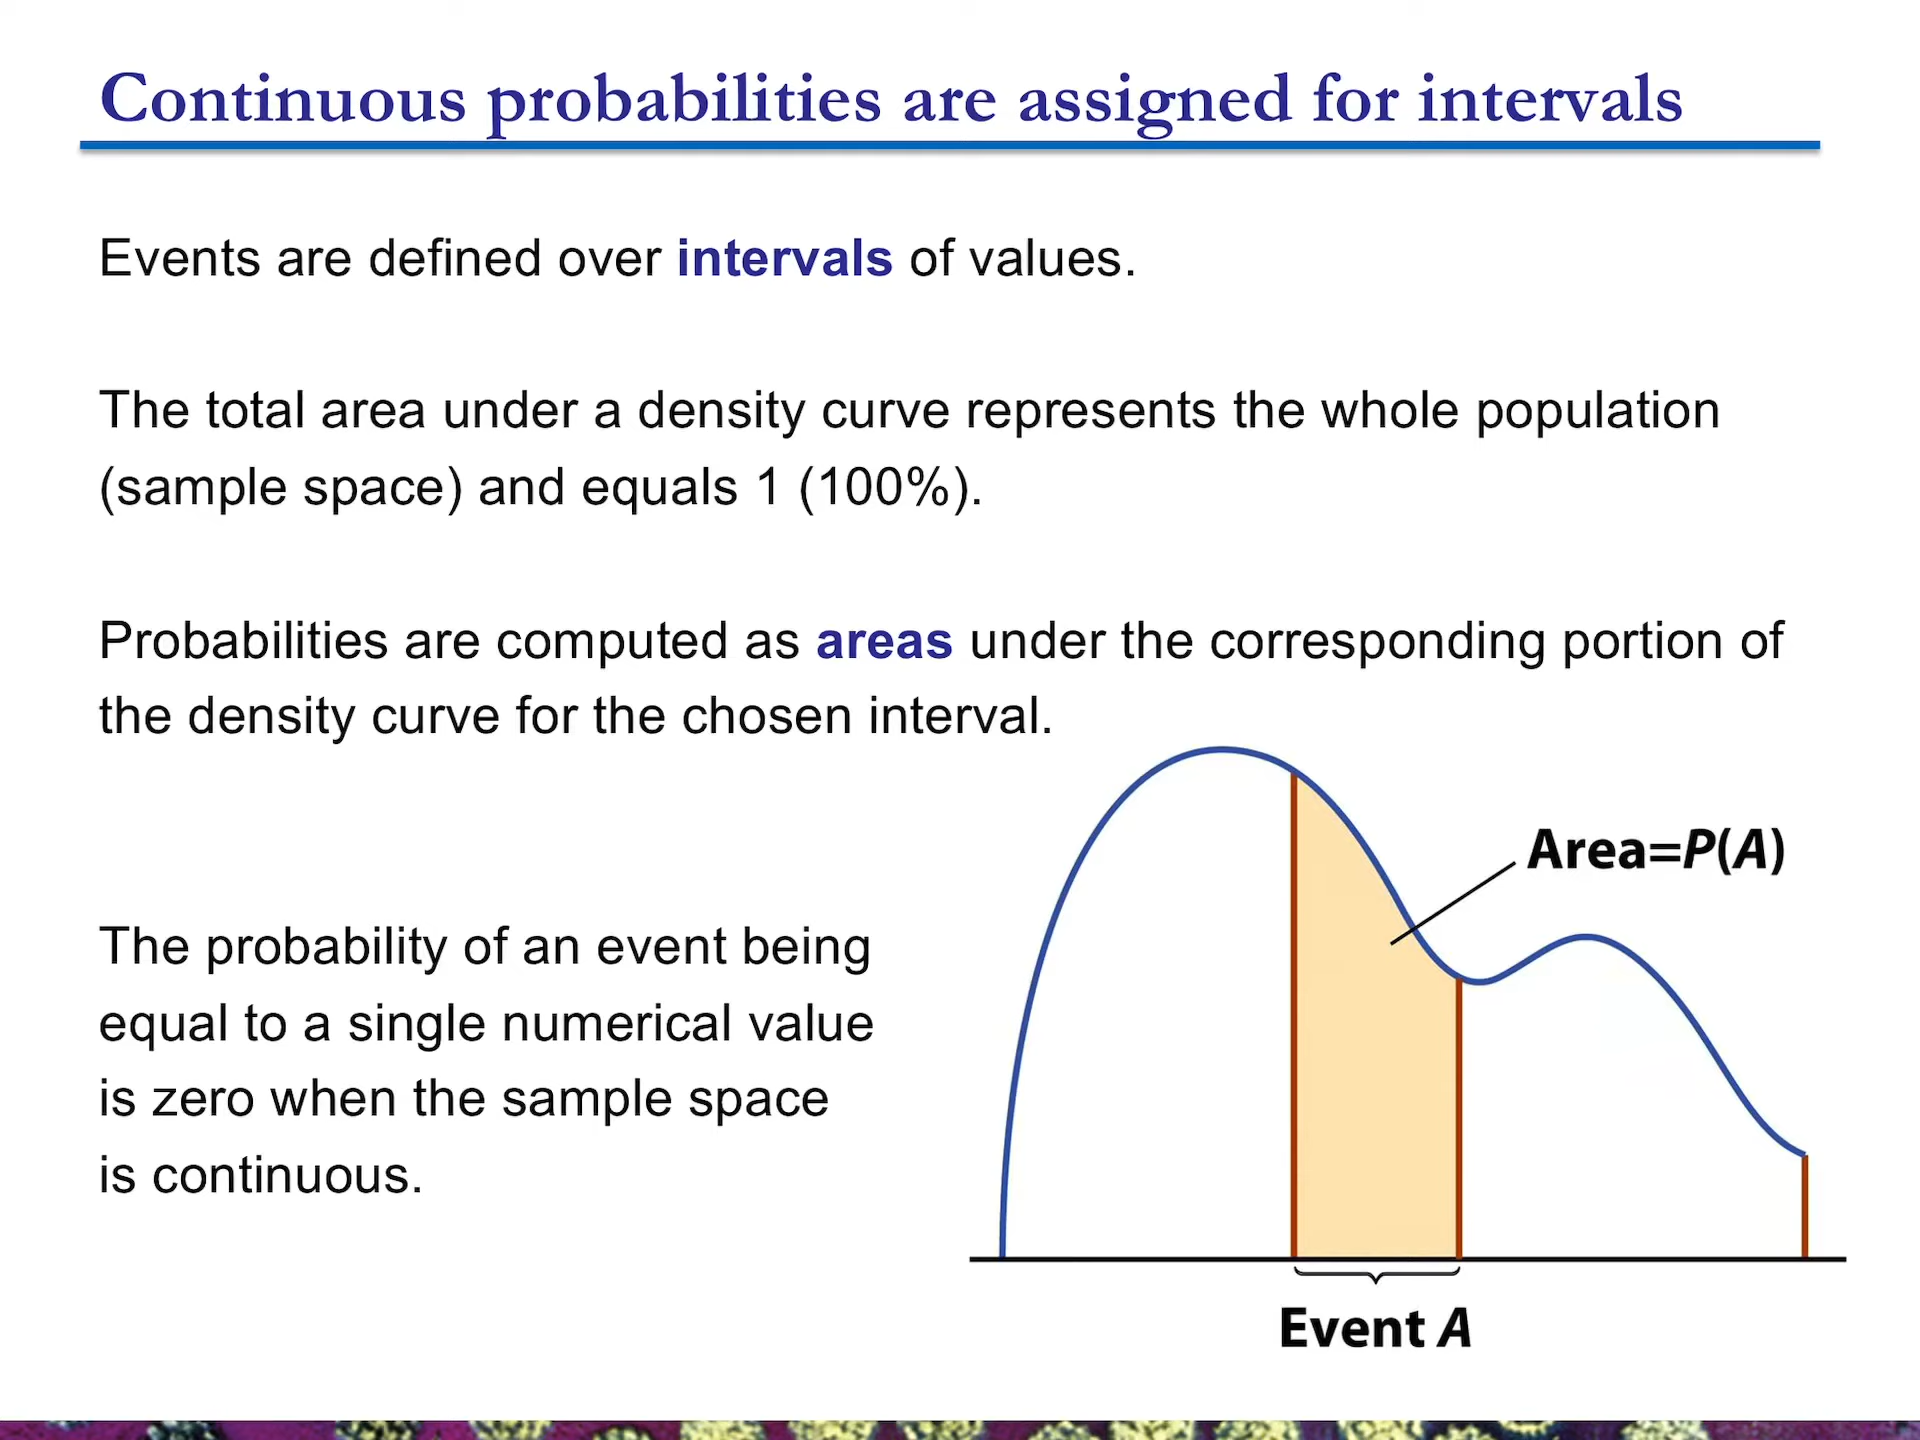 Continuous probabilities are assigned for intervals
Events are defined over intervals of values.
The total area under a density curve represents the whole population
(sample space) and equals 1 (100%).
Probabilities are computed as areas under the corresponding portion of
the density curve for the chosen interval.
The probability of an event being
equal to a single numerical value
is zero when the sample space
is continuous.
Area=P(A)
Event A